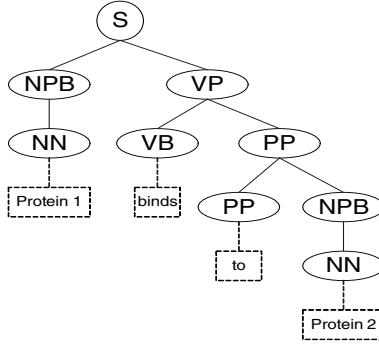 S
NPB VP
NN VB PP
Protein 1 binds PP NPB
to NN
Protein 2